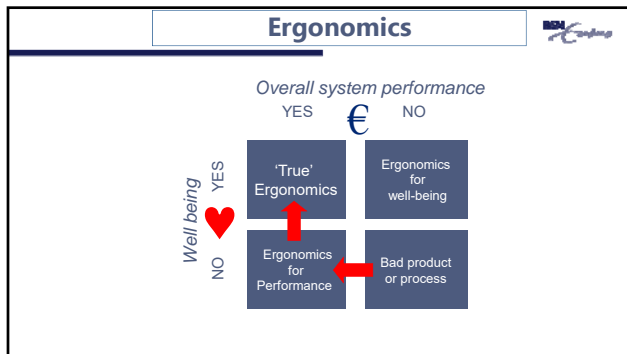 Ergonomics
Overall system performance
YES
€
NO
Well being
YES
NO
‘True’
Ergonomics
Ergonomics
for
well-being
Ergonomics
for
Performance
Bad product
or process